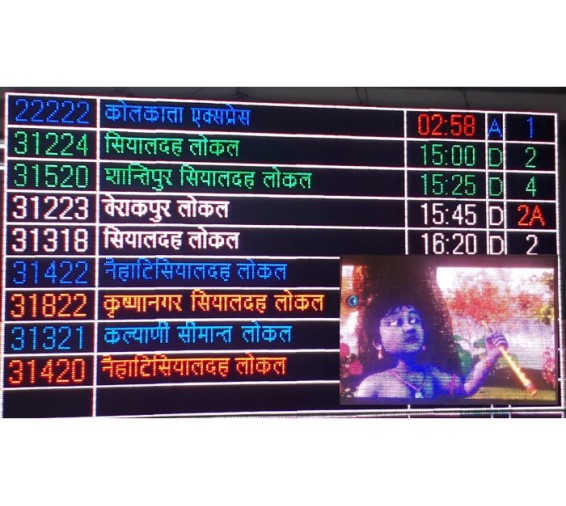 22222 कोलकाता एक्सप्रेस 02:58 A 1
31224 सियालदह लोकल 15:00 D 2
31520 शान्तिपुर सियालदह लोकल 15:25 D 4
31223 वेराकपुर लोकल 15:45 D 2A
31318 सियालदह लोकल 16:20 D 2
31422 नैहाटिसियालदह लोकल
31822 कृष्णानगर सियालदह लोकल
31321 कल्याणी सीमान्त लोकल
31420 नैहाटिसियालदह लोकल